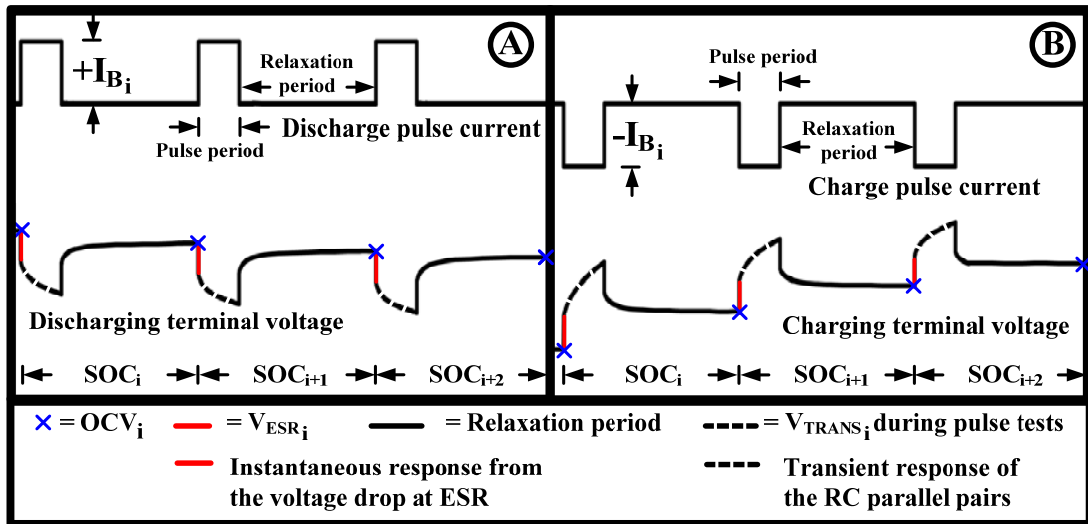 A
+I_Bi
Relaxation
period
Discharge pulse current
Pulse period
Discharging terminal voltage
SOC_i
SOC_i+1
SOC_i+2
B
Pulse period
-I_Bi
Relaxation
period
Charge pulse current
Charging terminal voltage
SOC_i
SOC_i+1
SOC_i+2
× = OCV_i
= V_ESRi
= Relaxation period
= V_TRANSi during pulse tests
Instantaneous response from
the voltage drop at ESR
Transient response of
the RC parallel pairs